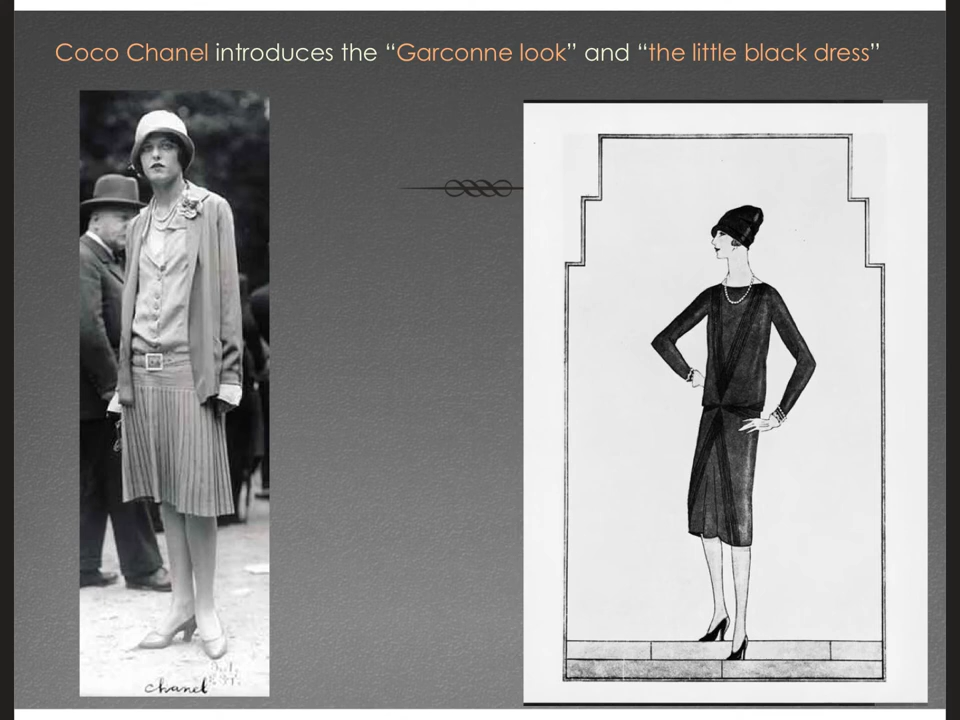 Coco Chanel introduces the “Garconne look” and “the little black dress”
chanel